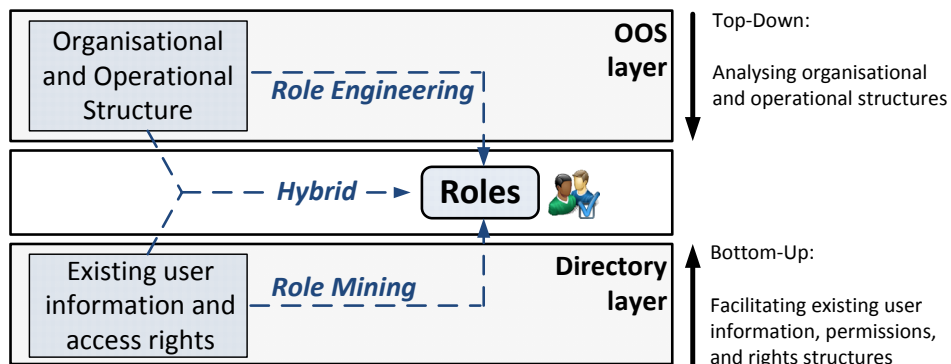 Organisational
and Operational
Structure
Role Engineering
OOS
layer
Top-Down:
Analysing organisational
and operational structures
Hybrid
Roles
Existing user
information and
access rights
Role Mining
Directory
layer
Bottom-Up:
Facilitating existing user
information, permissions,
and rights structures